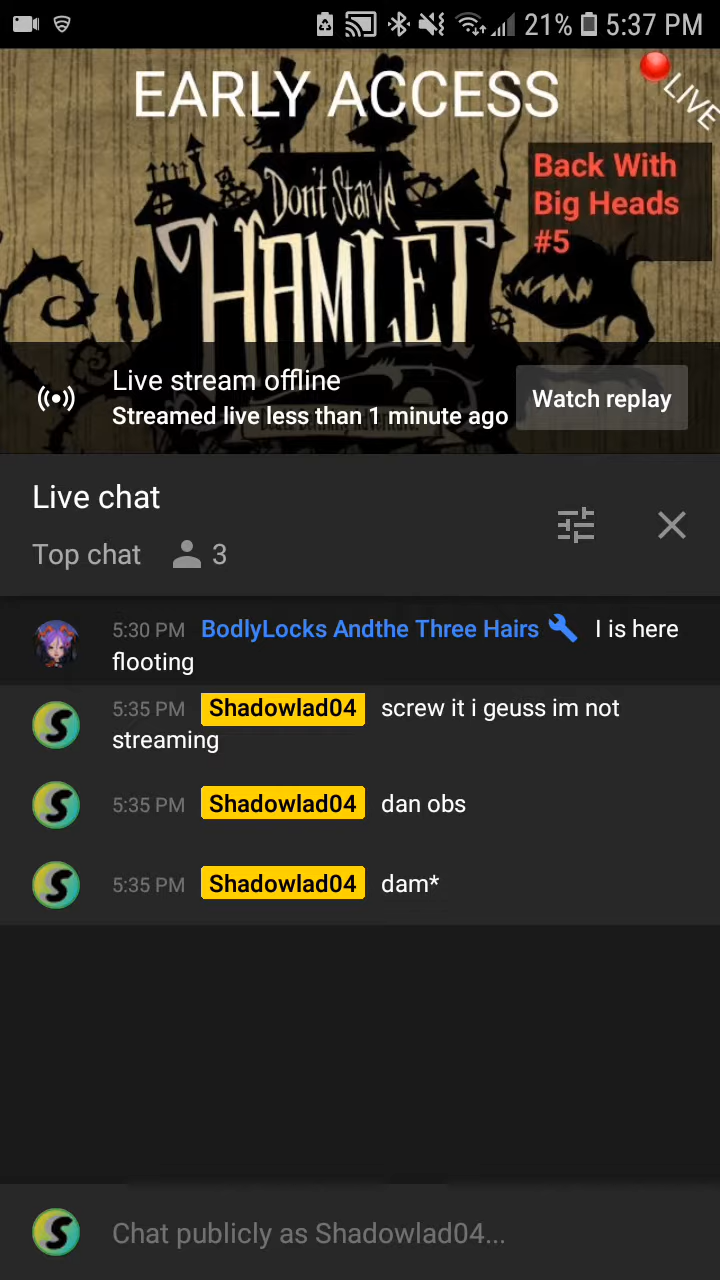 21% 5:37 PM
EARLY ACCESS
LIVE
Back With
Big Heads
#5
Don't Starve
HAMLET
Live stream offline
Streamed live less than 1 minute ago
Watch replay
Live chat
Top chat 3
5:30 PM BodlyLocks Andthe Three Hairs I is here
flooting
5:35 PM Shadowlad04 screw it i geuss im not
streaming
5:35 PM Shadowlad04 dan obs
5:35 PM Shadowlad04 dam*
Chat publicly as Shadowlad04...